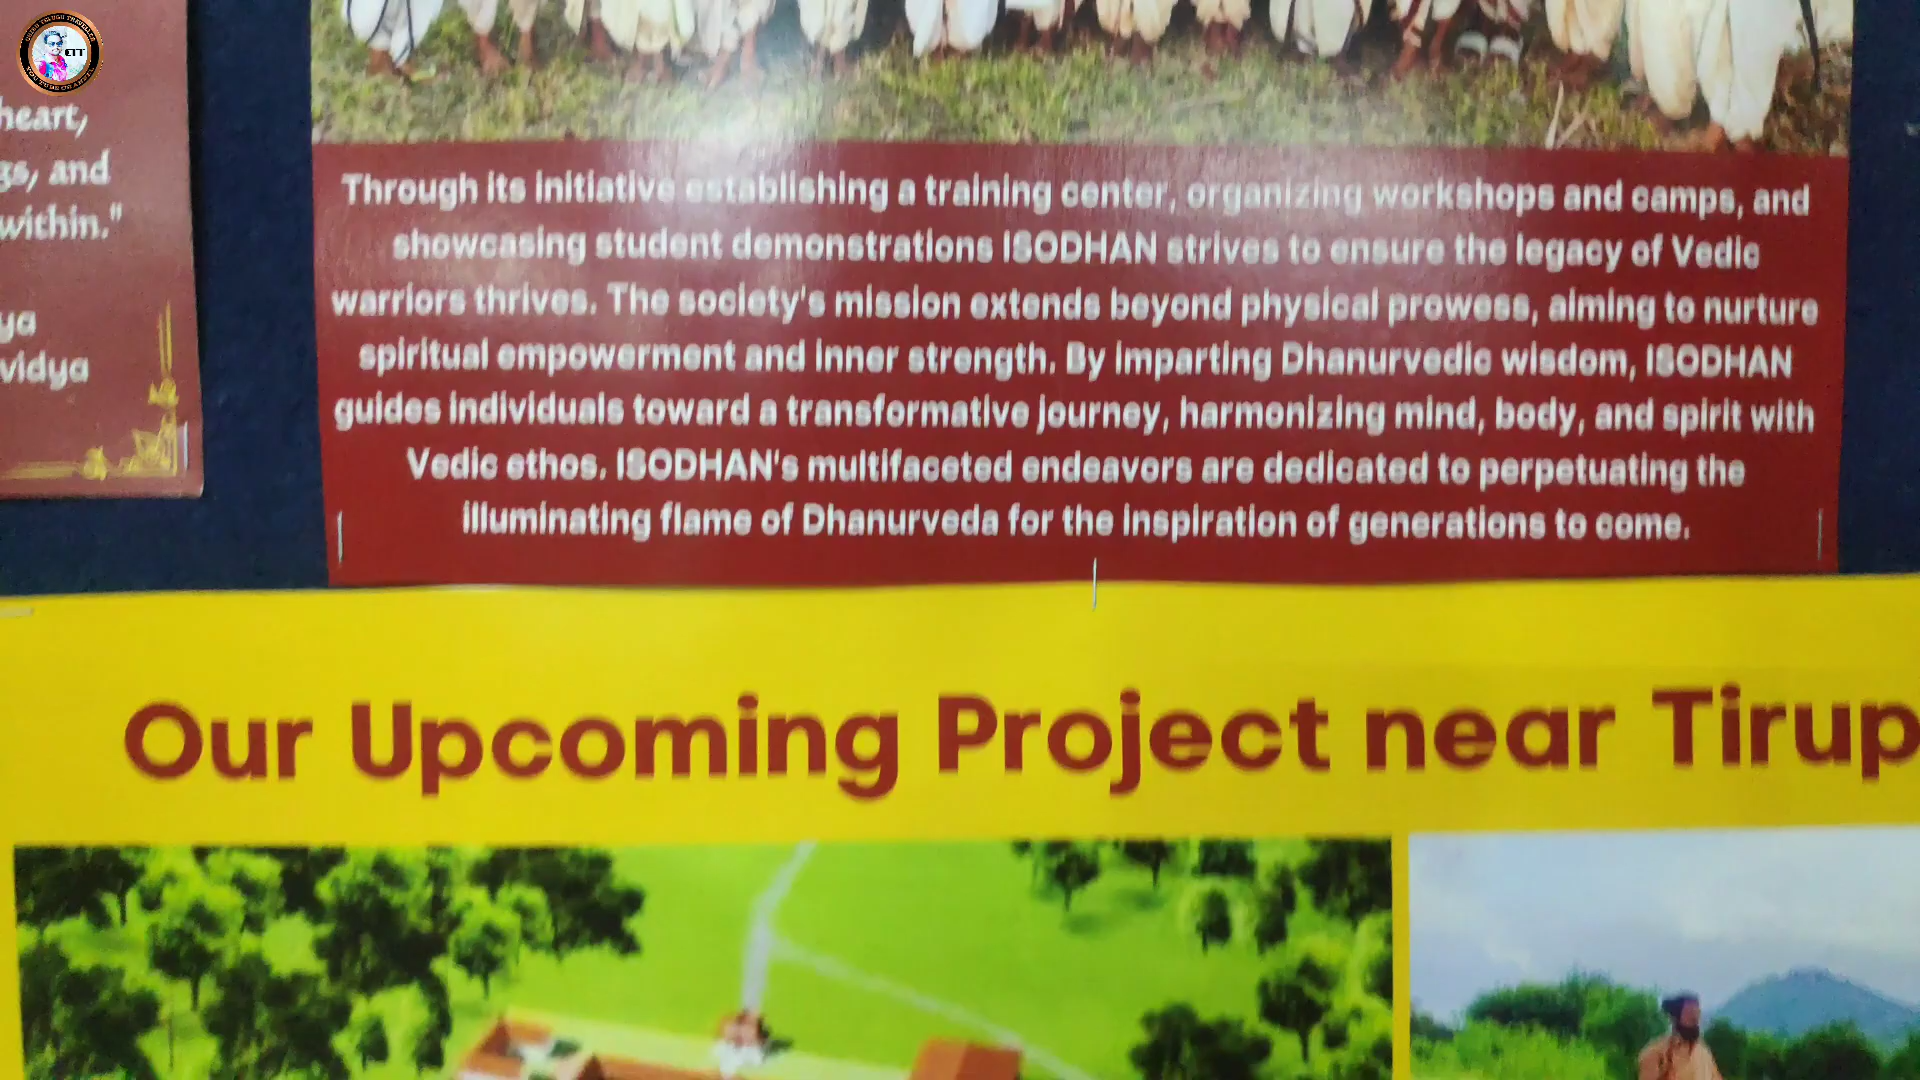 ETT
heart,
and
within."
vidya
Through its initiative establishing a training center, organizing workshops and camps, and
showcasing student demonstrations ISODHAN strives to ensure the legacy of Vedic
warriors thrives. The society's mission extends beyond physical prowess, aiming to nurture
spiritual empowerment and inner strength. By imparting Dhanurvedic wisdom, ISODHAN
guides individuals toward a transformative journey, harmonizing mind, body, and spirit with
Vedic ethos. ISODHAN's multifaceted endeavors are dedicated to perpetuating the
illuminating flame of Dhanurveda for the inspiration of generations to come.
Our Upcoming Project near Tirup